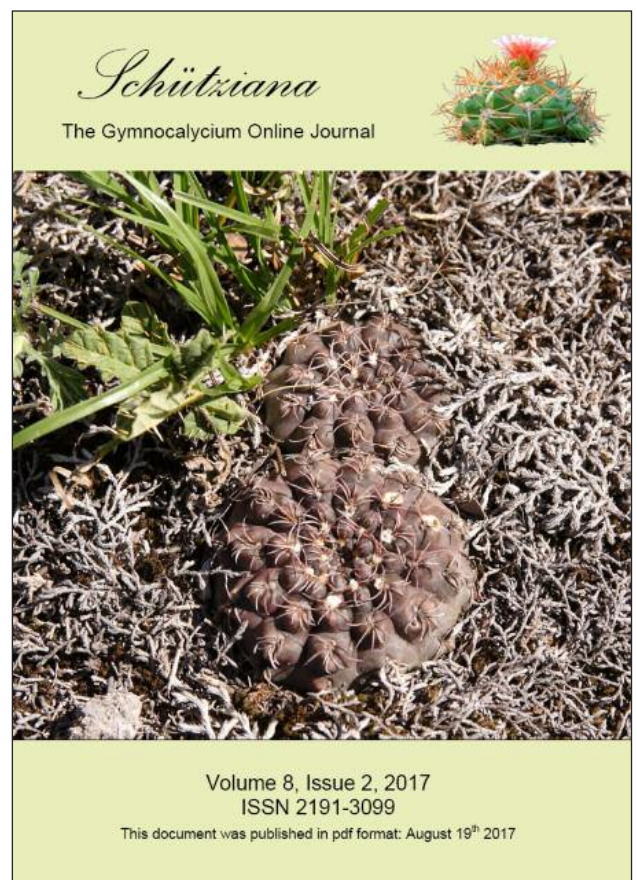 Schütziana
The Gymnocalycium Online Journal
Volume 8, Issue 2, 2017
ISSN 2191-3099
This document was published in pdf format: August 19th 2017